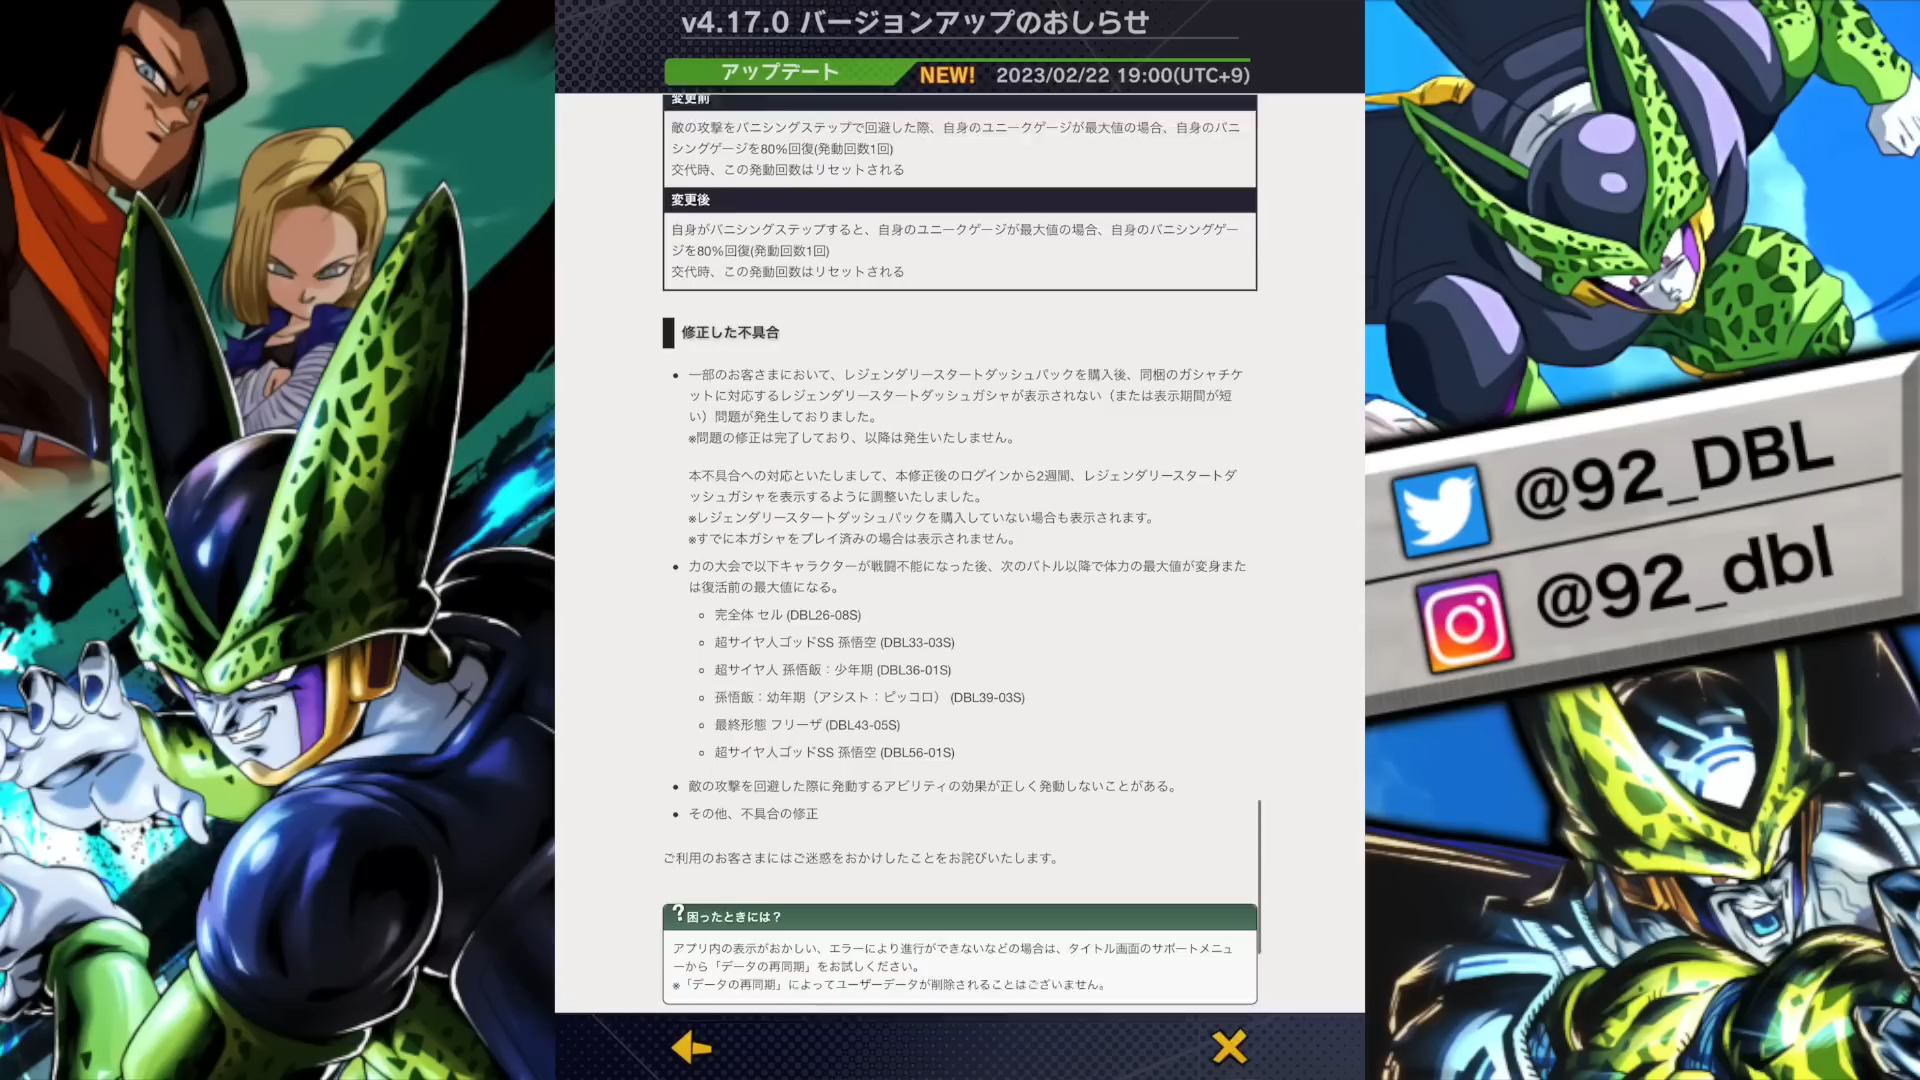 v4.17.0 バージョンアップのおしらせ
アップデート NEW! 2023/02/22 19:00(UTC+9)
変更前
敵の攻撃をバニシングステップで回避した際、自身のユニークゲージが最大値の場合、自身のバニ
シングゲージを80%回復(発動回数1回)
交代時、この発動回数はリセットされる
変更後
自身がバニシングステップすると、自身のユニークゲージが最大値の場合、自身のバニシングゲー
ジを80%回復(発動回数1回)
交代時、この発動回数はリセットされる
修正した不具合
• 一部のお客さまにおいて、レジェンダリースタートダッシュパックを購入後、同梱のガシャチケ
ットに対応するレジェンダリースタートダッシュガシャが表示されない（または表示期間が短
い）問題が発生しておりました。
※問題の修正は完了しており、以降は発生いたしません。
本不具合への対応といたしまして、本修正後のログインから2週間、レジェンダリースタートダ
ッシュガシャを表示するように調整いたしました。
※レジェンダリースタートダッシュパックを購入していない場合も表示されます。
※すでに本ガシャをプレイ済みの場合は表示されません。
• 力の大会で以下キャラクターが戦闘不能になった後、次のバトル以降で体力の最大値が変身また
は復活前の最大値になる。
◦ 完全体 セル (DBL26-08S)
◦ 超サイヤ人ゴッドSS 孫悟空 (DBL33-03S)
◦ 超サイヤ人 孫悟飯：少年期 (DBL36-01S)
◦ 孫悟飯：幼年期（アシスト：ピッコロ） (DBL39-03S)
◦ 最終形態 フリーザ (DBL43-05S)
◦ 超サイヤ人ゴッドSS 孫悟空 (DBL56-01S)
• 敵の攻撃を回避した際に発動するアビリティの効果が正しく発動しないことがある。
• その他、不具合の修正
ご利用のお客さまにはご迷惑をおかけしたことをお詫びいたします。
?困ったときには？
アプリ内の表示がおかしい、エラーにより進行ができないなどの場合は、タイトル画面のサポートメニュ
ーから「データの再同期」をお試しください。
※「データの再同期」によってユーザーデータが削除されることはございません。
@92_DBL
@92_dbl